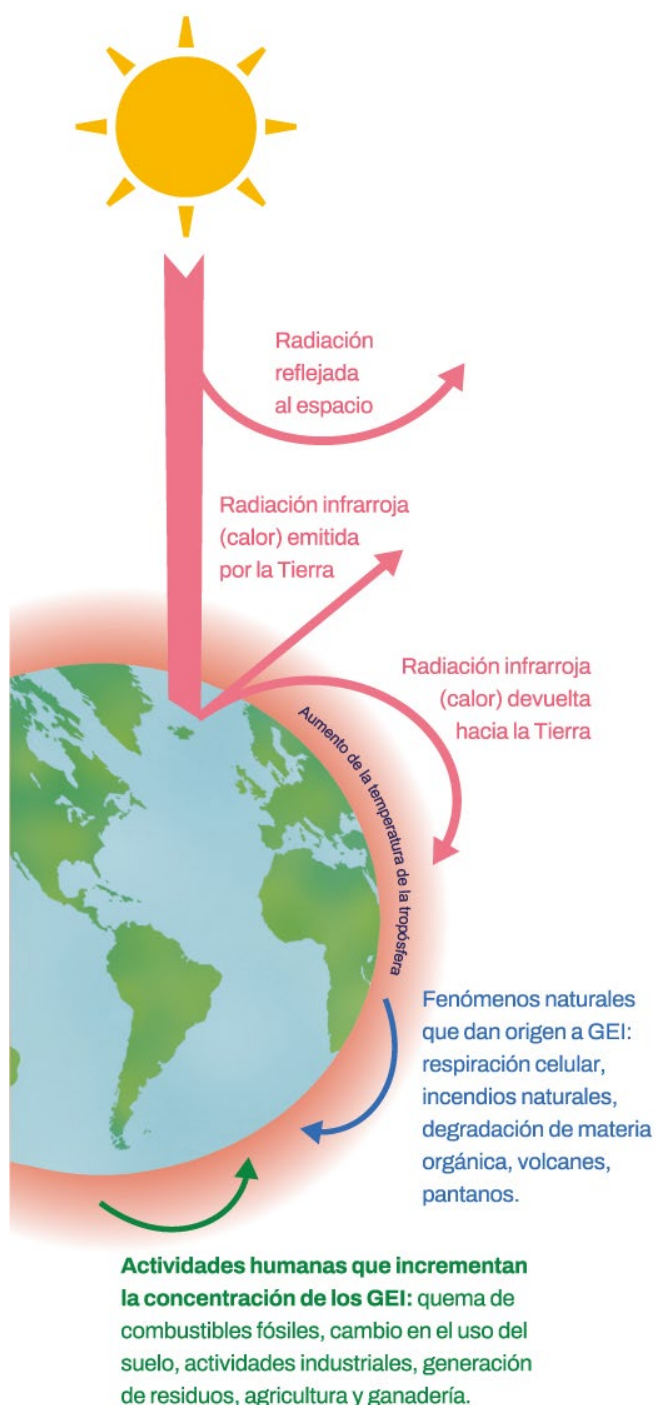 Radiación
reflejada
al espacio
Radiación infrarroja
(calor) emitida
por la Tierra
Radiación infrarroja
(calor) devuelta
hacia la Tierra
Aumento de la temperatura de la tropósfera
Fenómenos naturales
que dan origen a GEI:
respiración celular,
incendios naturales,
degradación de materia
orgánica, volcanes,
pantanos.
Actividades humanas que incrementan
la concentración de los GEI: quema de
combustibles fósiles, cambio en el uso del
suelo, actividades industriales, generación
de residuos, agricultura y ganadería.